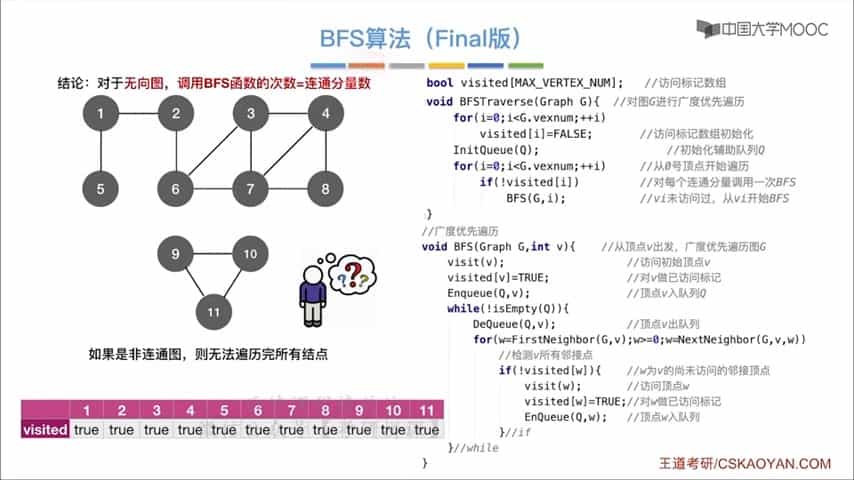 BFS算法（Final版）
中国大学MOOC
结论：对于无向图，调用BFS函数的次数=连通分量数
1 2 3 4
5 6 7 8
9 10
11
? ? ?
如果是非连通图，则无法遍历完所有结点
1 2 3 4 5 6 7 8 9 10 11
visited true true true true true true true true true true true
bool visited[MAX_VERTEX_NUM]; //访问标记数组
void BFSTraverse(Graph G){ //对图G进行广度优先遍历
for(i=0;i<G.vexnum;++i)
visited[i]=FALSE; //访问标记数组初始化
InitQueue(Q); //初始化辅助队列Q
for(i=0;i<G.vexnum;++i) //从0号顶点开始遍历
if(!visited[i]) //对每个连通分量调用一次BFS
BFS(G,i); //vi未访问过，从vi开始BFS
}
//广度优先遍历
void BFS(Graph G,int v){ //从顶点v出发，广度优先遍历图G
visit(v); //访问初始顶点v
visited[v]=TRUE; //对v做已访问标记
Enqueue(Q,v); //顶点v入队列Q
while(!isEmpty(Q)){
DeQueue(Q,v); //顶点v出队列
for(w=FirstNeighbor(G,v);w>=0;w=NextNeighbor(G,v,w))
//检测v所有邻接点
if(!visited[w]){ //w为v的尚未访问的邻接顶点
visit(w); //访问顶点w
visited[w]=TRUE;//对w做已访问标记
EnQueue(Q,w); //顶点w入队列
}//if
}//while
}
王道考研/CSKAOYAN.COM